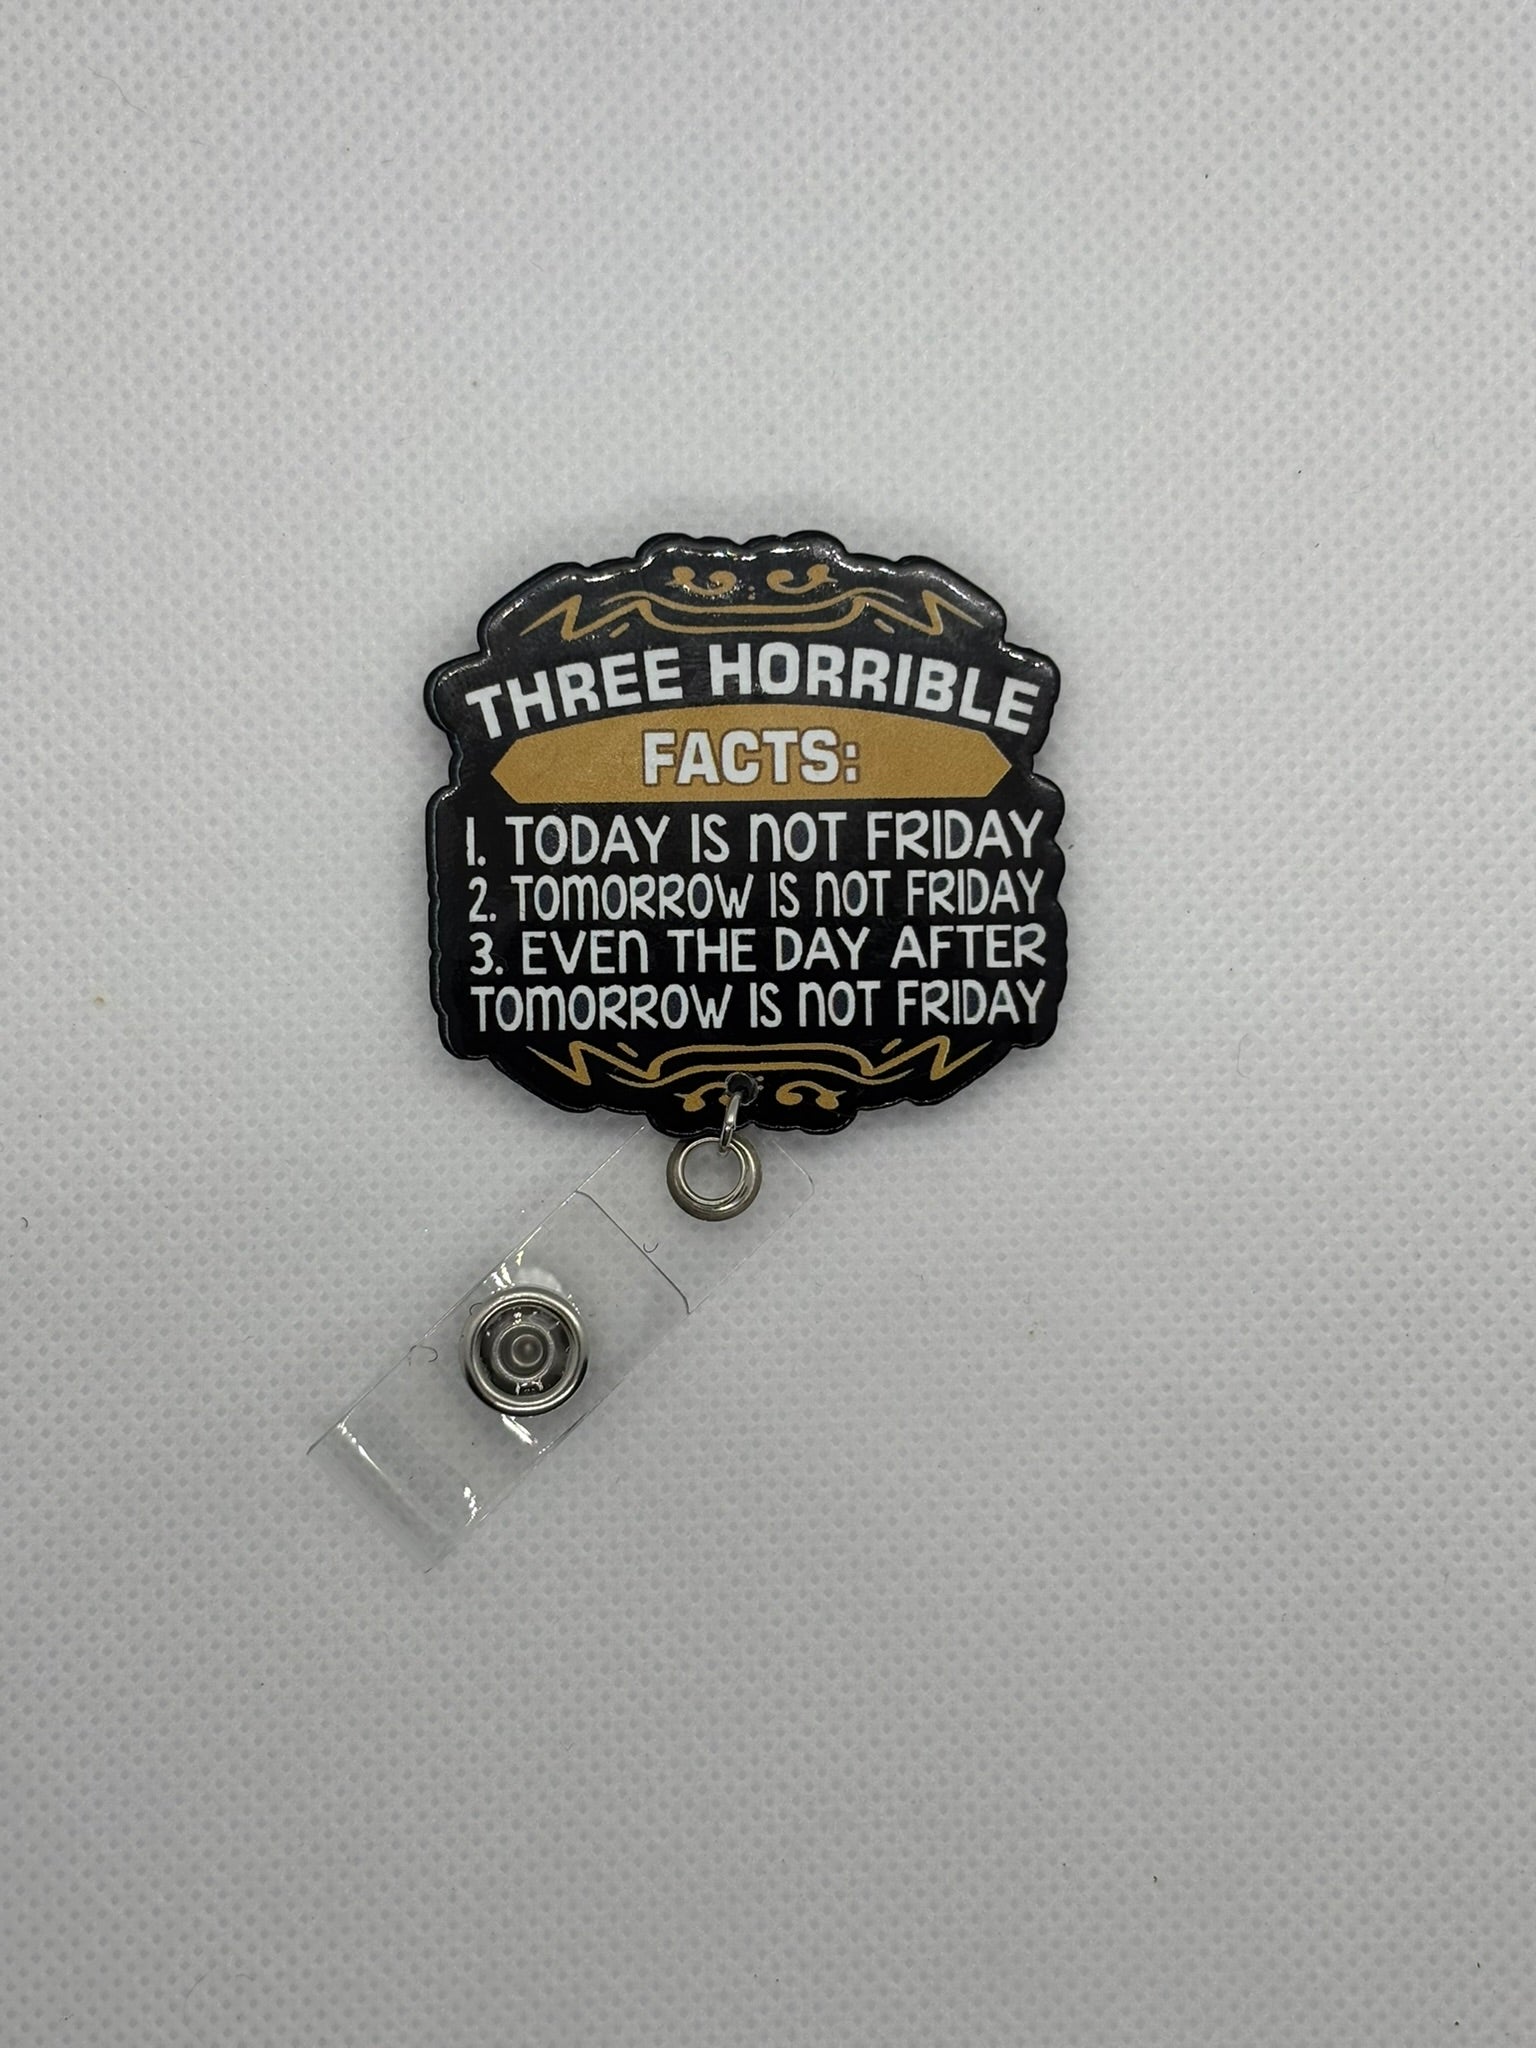 THREE HORRIBLE
FACTS:
1. TODAY IS NOT FRIDAY
2. TOMORROW IS NOT FRIDAY
3. EVEN THE DAY AFTER
TOMORROW IS NOT FRIDAY